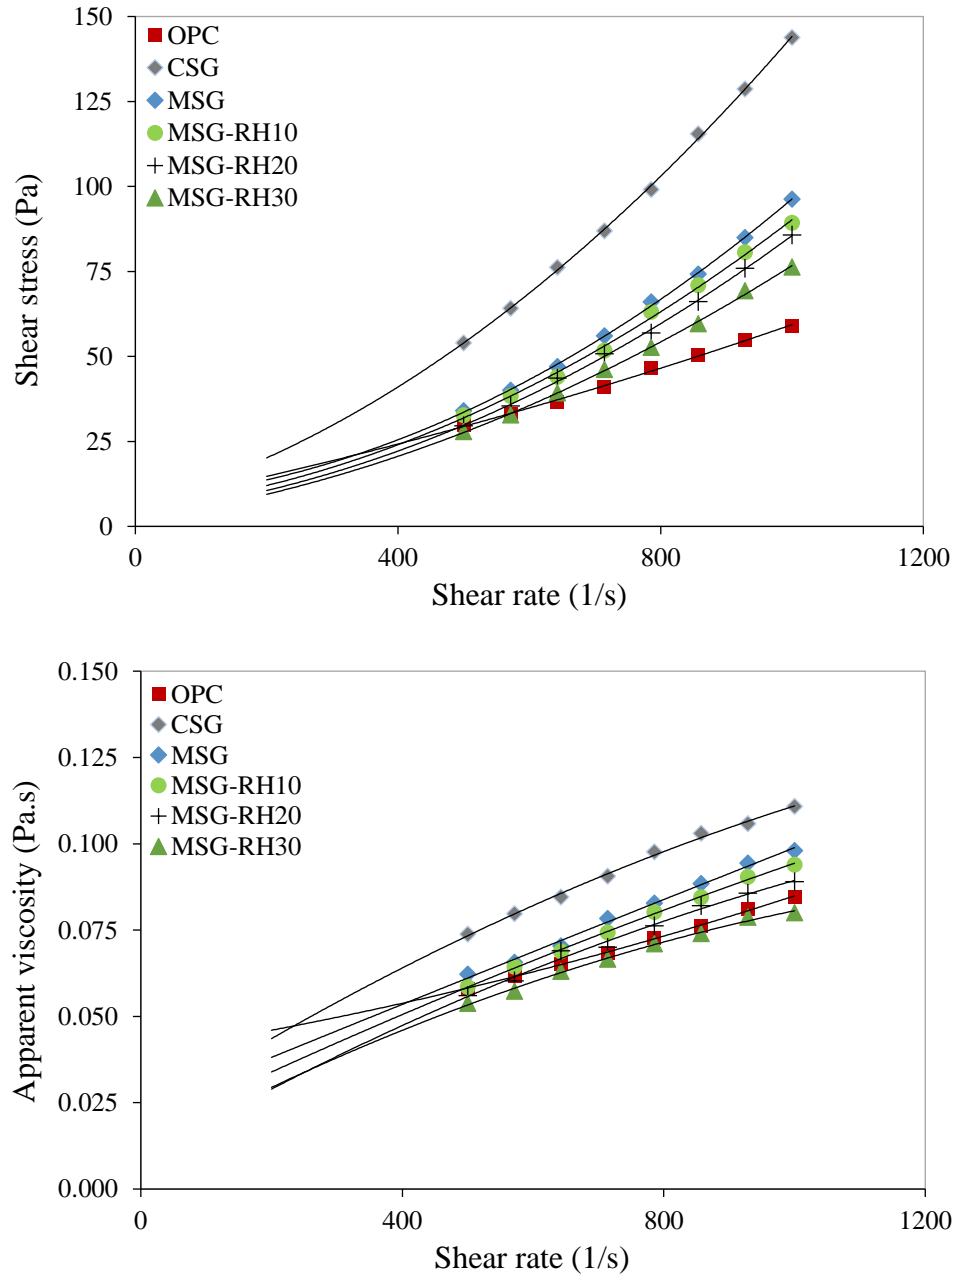 150
125
100
75
50
25
0
Shear stress (Pa)
OPC
CSG
MSG
MSG-RH10
MSG-RH20
MSG-RH30
0 400 800 1200
Shear rate (1/s)
0.150
0.125
0.100
0.075
0.050
0.025
0.000
Apparent viscosity (Pa.s)
OPC
CSG
MSG
MSG-RH10
MSG-RH20
MSG-RH30
0 400 800 1200
Shear rate (1/s)